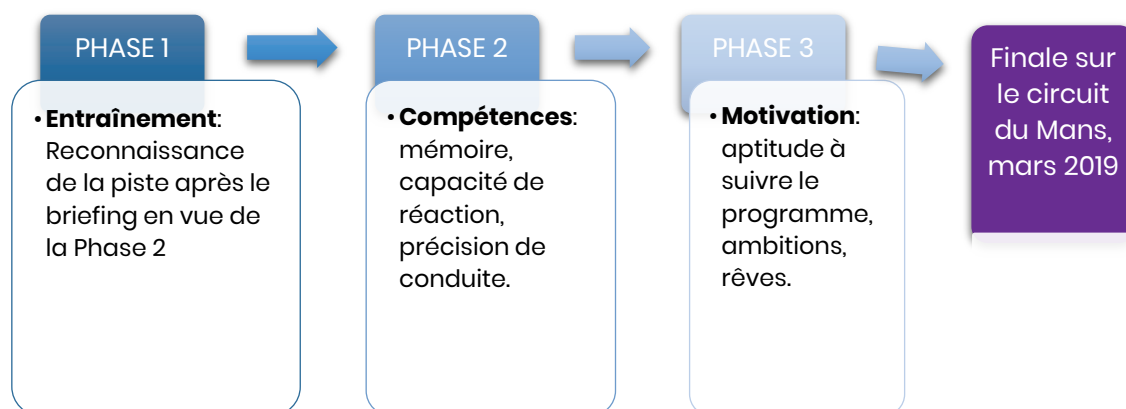 PHASE 1
• Entraînement:
Reconnaissance
de la piste après le
briefing en vue de
la Phase 2
PHASE 2
• Compétences:
mémoire,
capacité de
réaction,
précision de
conduite.
PHASE 3
• Motivation:
aptitude à
suivre le
programme,
ambitions,
rêves.
Finale sur
le circuit
du Mans,
mars 2019